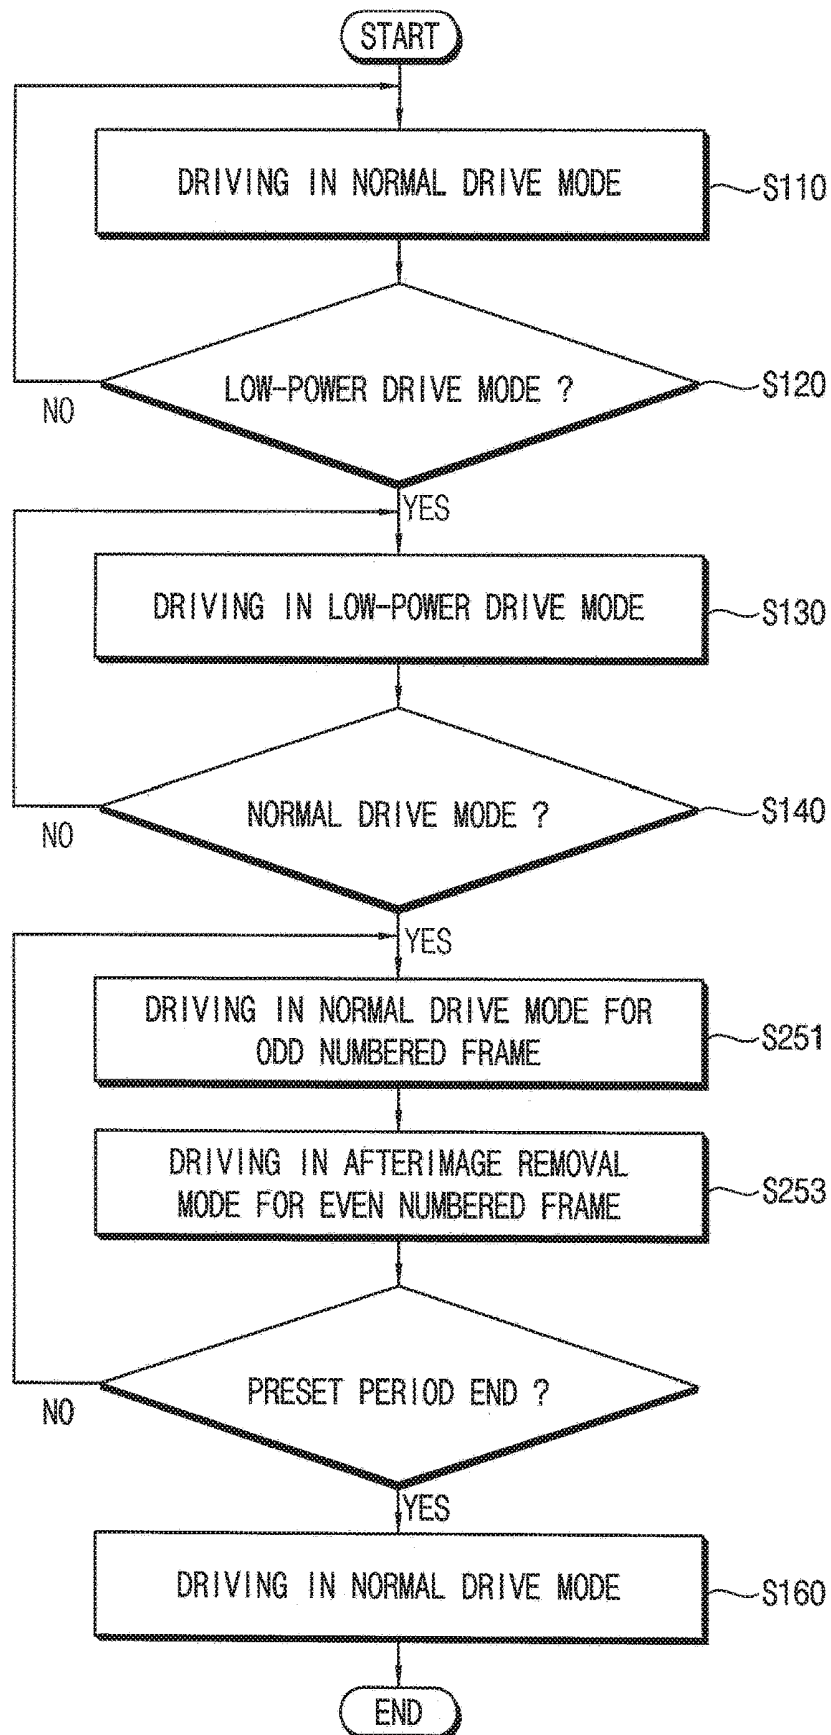 START
DRIVING IN NORMAL DRIVE MODE
S110
LOW-POWER DRIVE MODE ?
S120
NO
YES
DRIVING IN LOW-POWER DRIVE MODE
S130
NORMAL DRIVE MODE ?
S140
NO
YES
DRIVING IN NORMAL DRIVE MODE FOR
ODD NUMBERED FRAME
S251
DRIVING IN AFTERIMAGE REMOVAL
MODE FOR EVEN NUMBERED FRAME
S253
PRESET PERIOD END ?
NO
YES
DRIVING IN NORMAL DRIVE MODE
S160
END